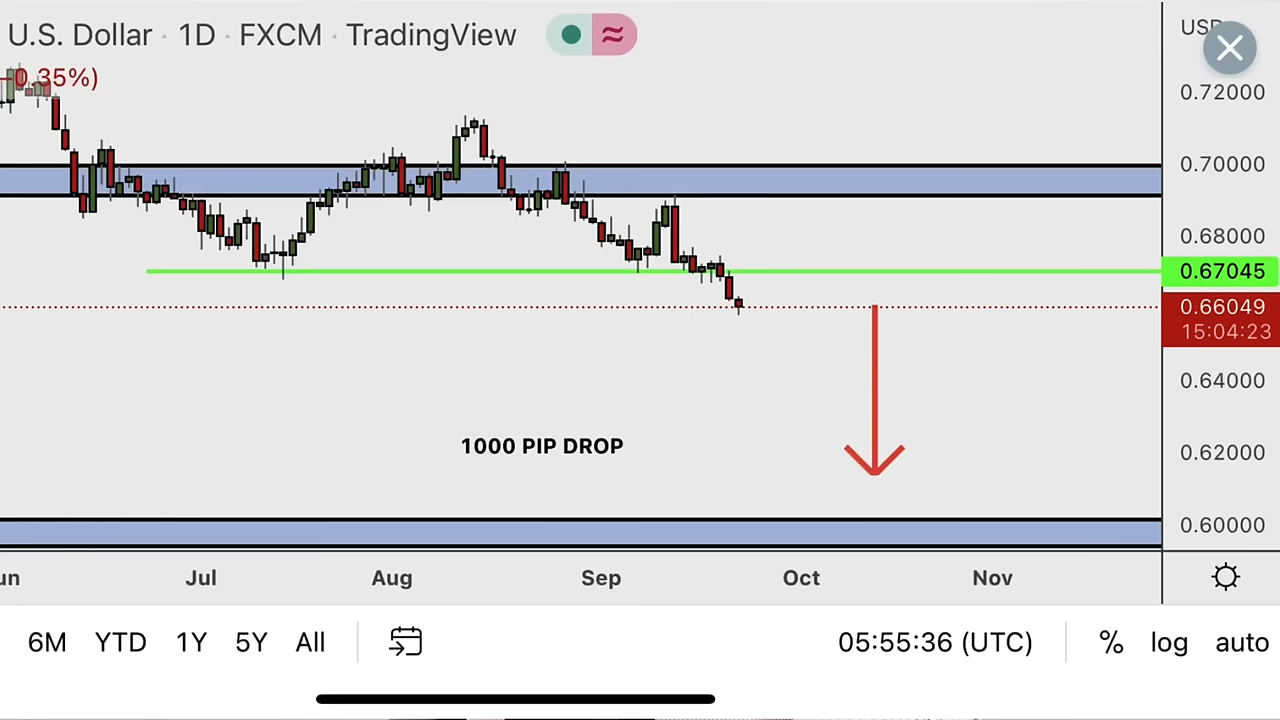 U.S. Dollar · 1D · FXCM · TradingView
−0.35%)
0.72000
0.70000
0.68000
0.67045
0.66049
15:04:23
0.64000
1000 PIP DROP
0.62000
0.60000
Jul Aug Sep Oct Nov
6M YTD 1Y 5Y All 05:55:36 (UTC) % log auto